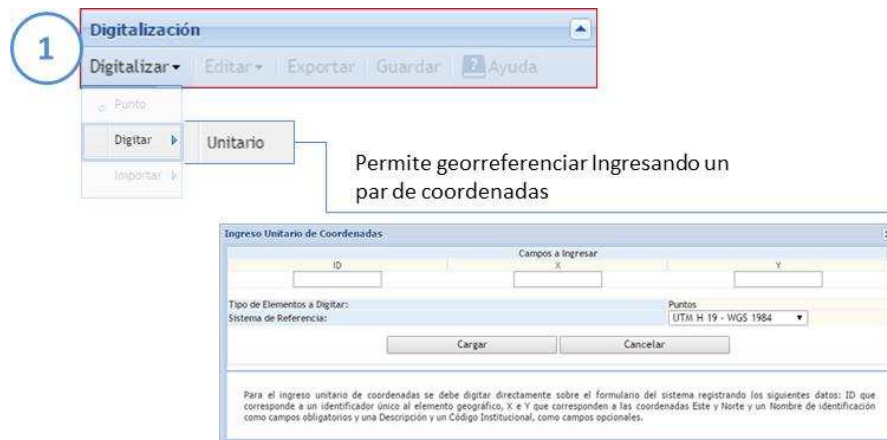 1
Digitalización
Digitalizar Editar Exportar Guardar ? Ayuda
Punto
Digitar Unitario
Importar
Permite georreferenciar Ingresando un
par de coordenadas
Ingreso Unitario de Coordenadas
Campos a Ingresar
ID X Y
Tipo de Elementos a Digitar: Puntos
Sistema de Referencia: UTM H 19 - WGS 1984
Cargar Cancelar
Para el ingreso unitario de coordenadas se debe digitar directamente sobre el formulario del sistema registrando los siguientes datos: ID que
corresponde a un identificador único al elemento geográfico, X e Y que corresponden a las coordenadas Este y Norte y un Nombre de identificación
como campos obligatorios y una Descripción y un Código Institucional, como campos opcionales.